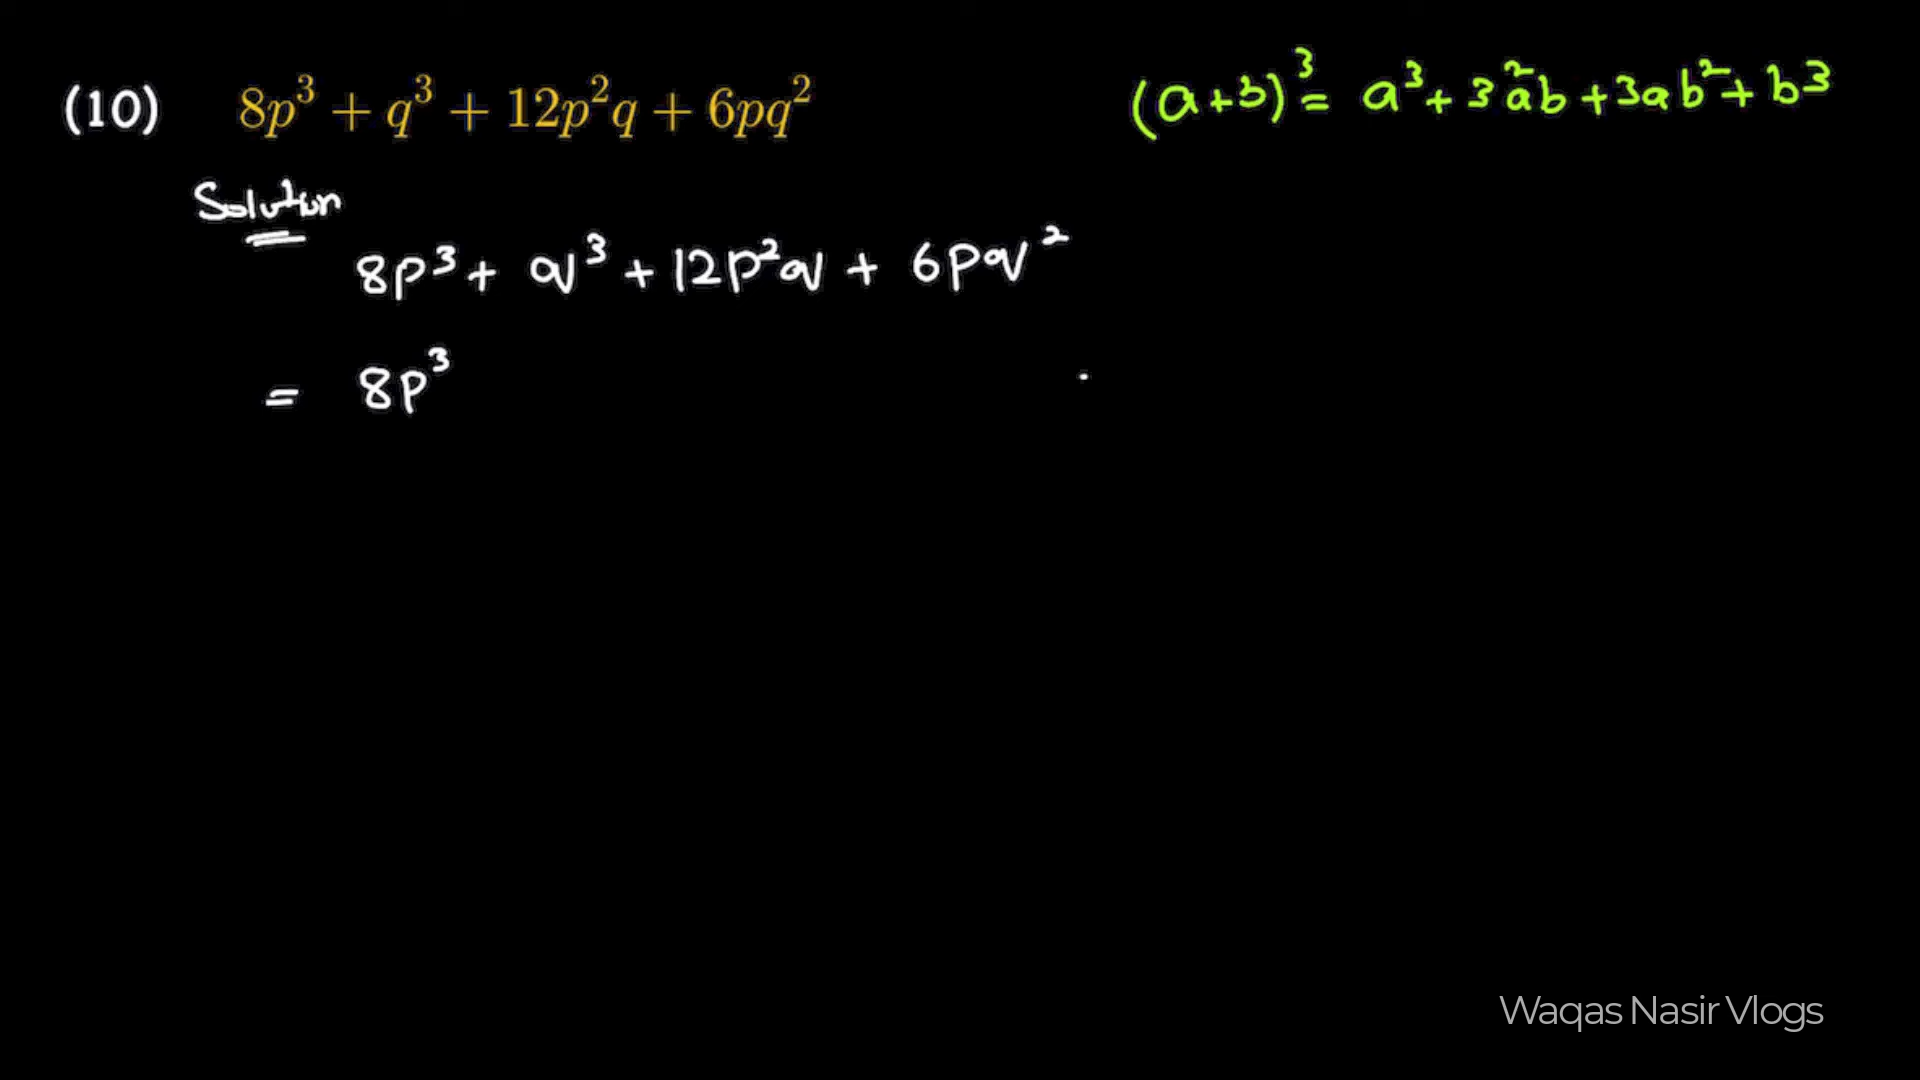 (10) 8p³ + q³ + 12p²q + 6pq²
(a+b)³ = a³ + 3a²b + 3ab² + b³
Solution
8p³ + q³ + 12p²q + 6pq²
= 8p³
Waqas Nasir Vlogs